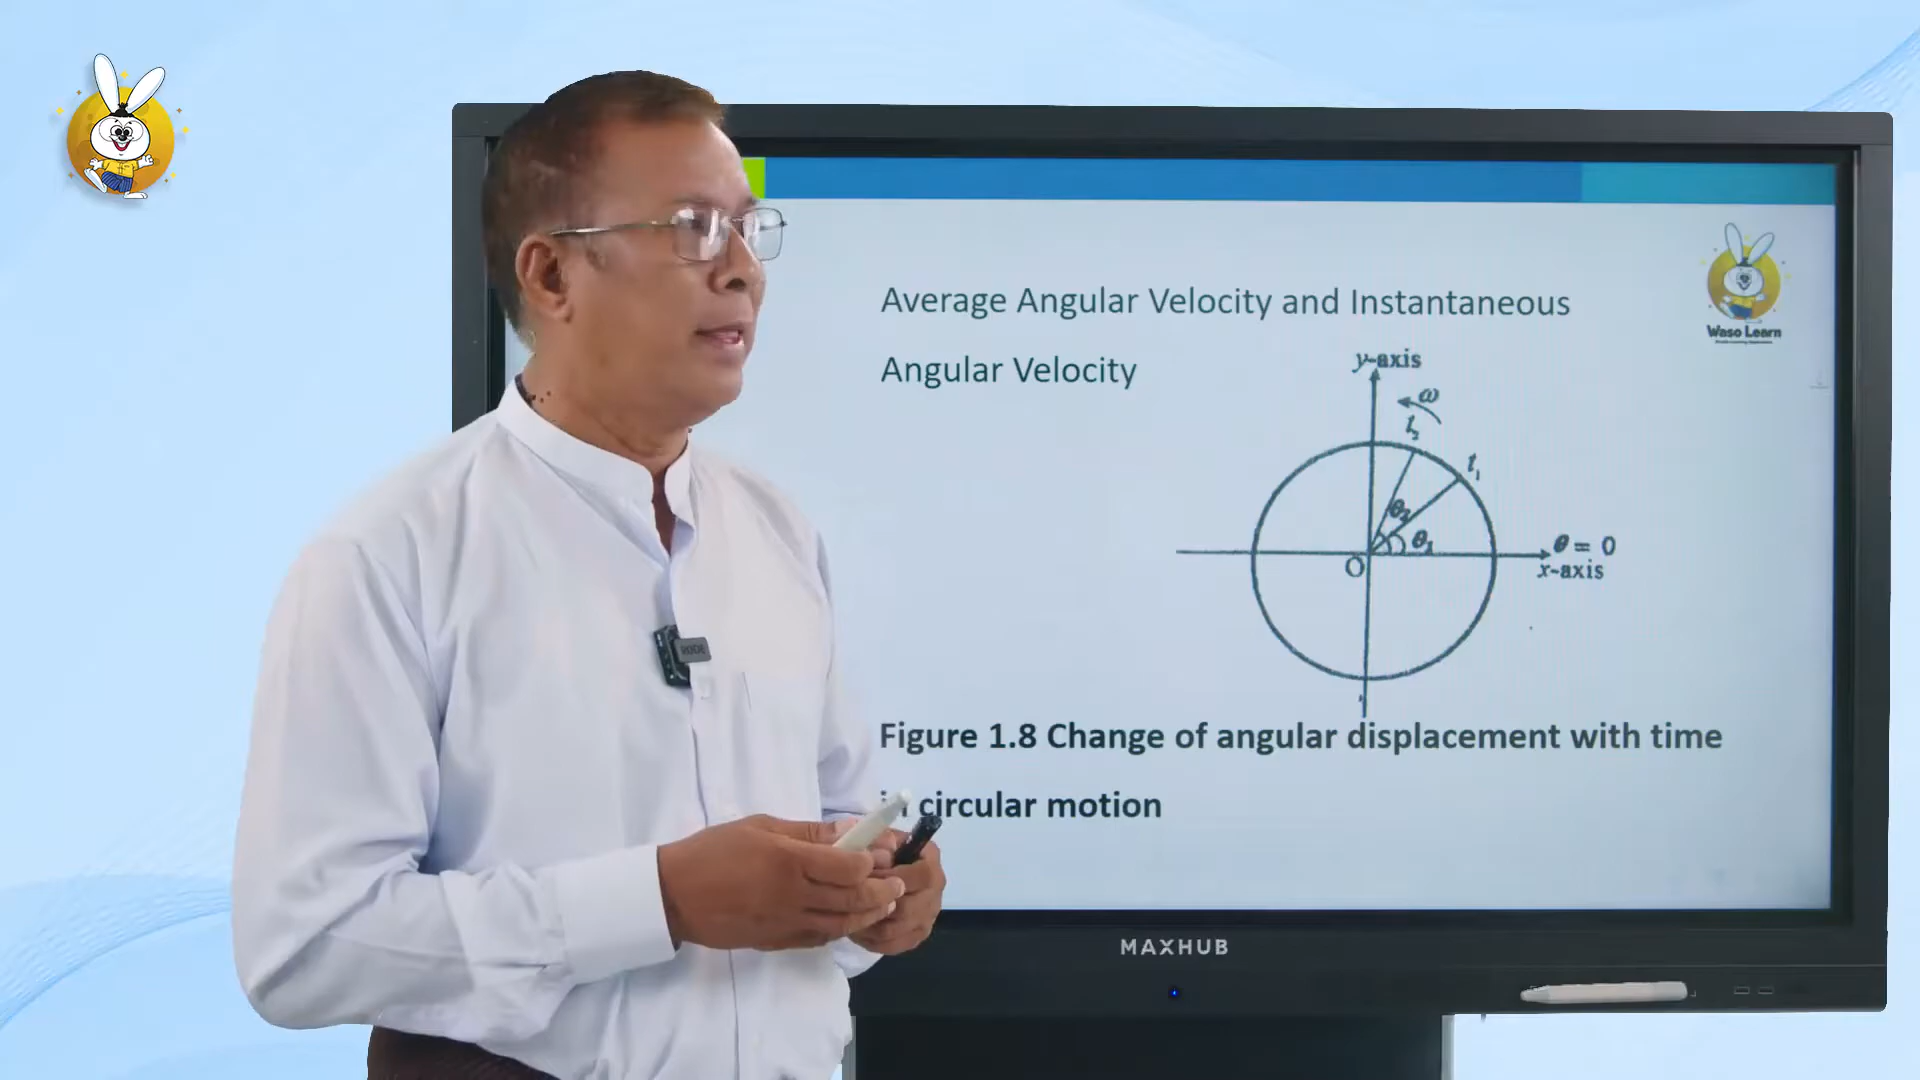 Average Angular Velocity and Instantaneous
Angular Velocity
Waso Learn
y-axis
ω
t₂
t₁
θ₂
θ₁
θ = 0
O
x-axis
Figure 1.8 Change of angular displacement with time
in circular motion
MAXHUB